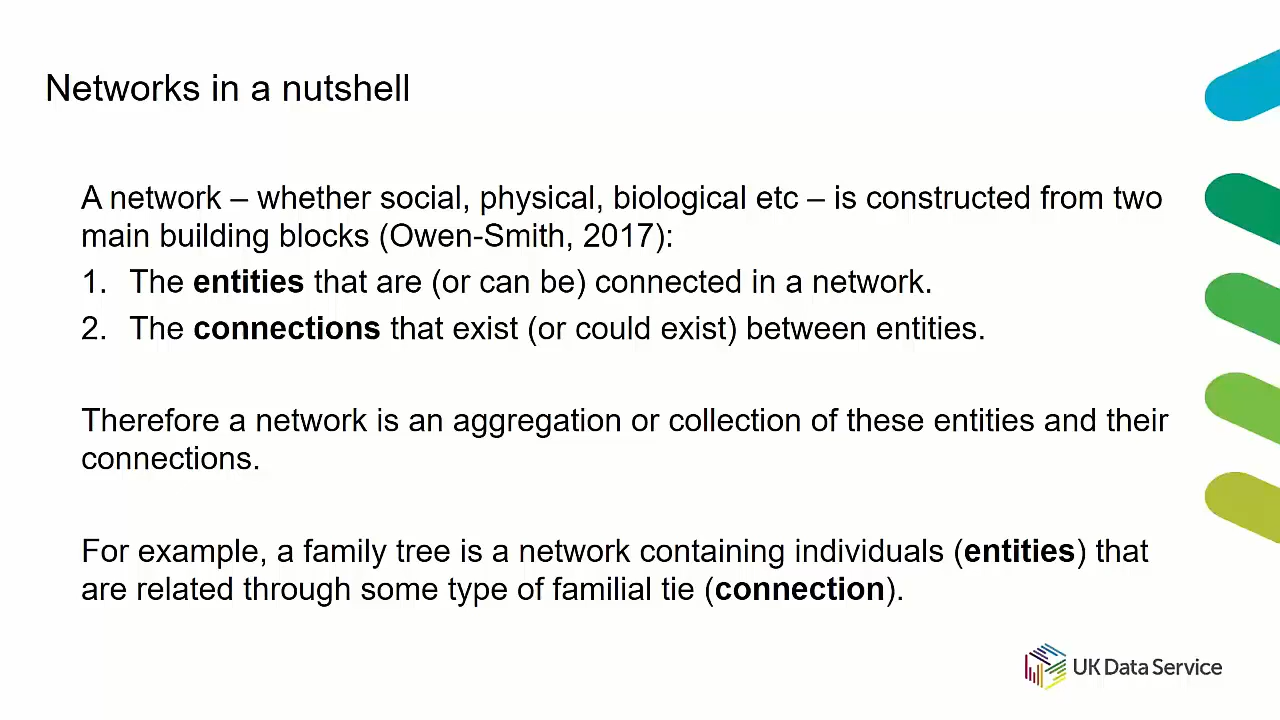 Networks in a nutshell
A network – whether social, physical, biological etc – is constructed from two
main building blocks (Owen-Smith, 2017):
1. The entities that are (or can be) connected in a network.
2. The connections that exist (or could exist) between entities.
Therefore a network is an aggregation or collection of these entities and their
connections.
For example, a family tree is a network containing individuals (entities) that
are related through some type of familial tie (connection).
UK Data Service